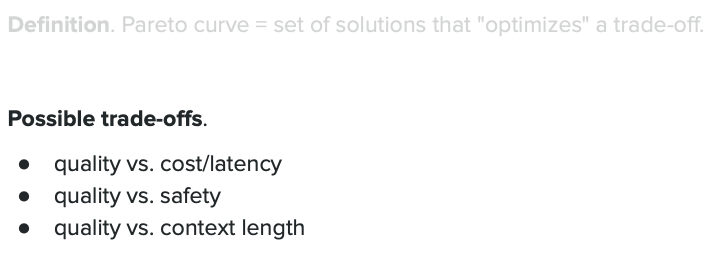 Definition. Pareto curve = set of solutions that "optimizes" a trade-off.
Possible trade-offs.
● quality vs. cost/latency
● quality vs. safety
● quality vs. context length